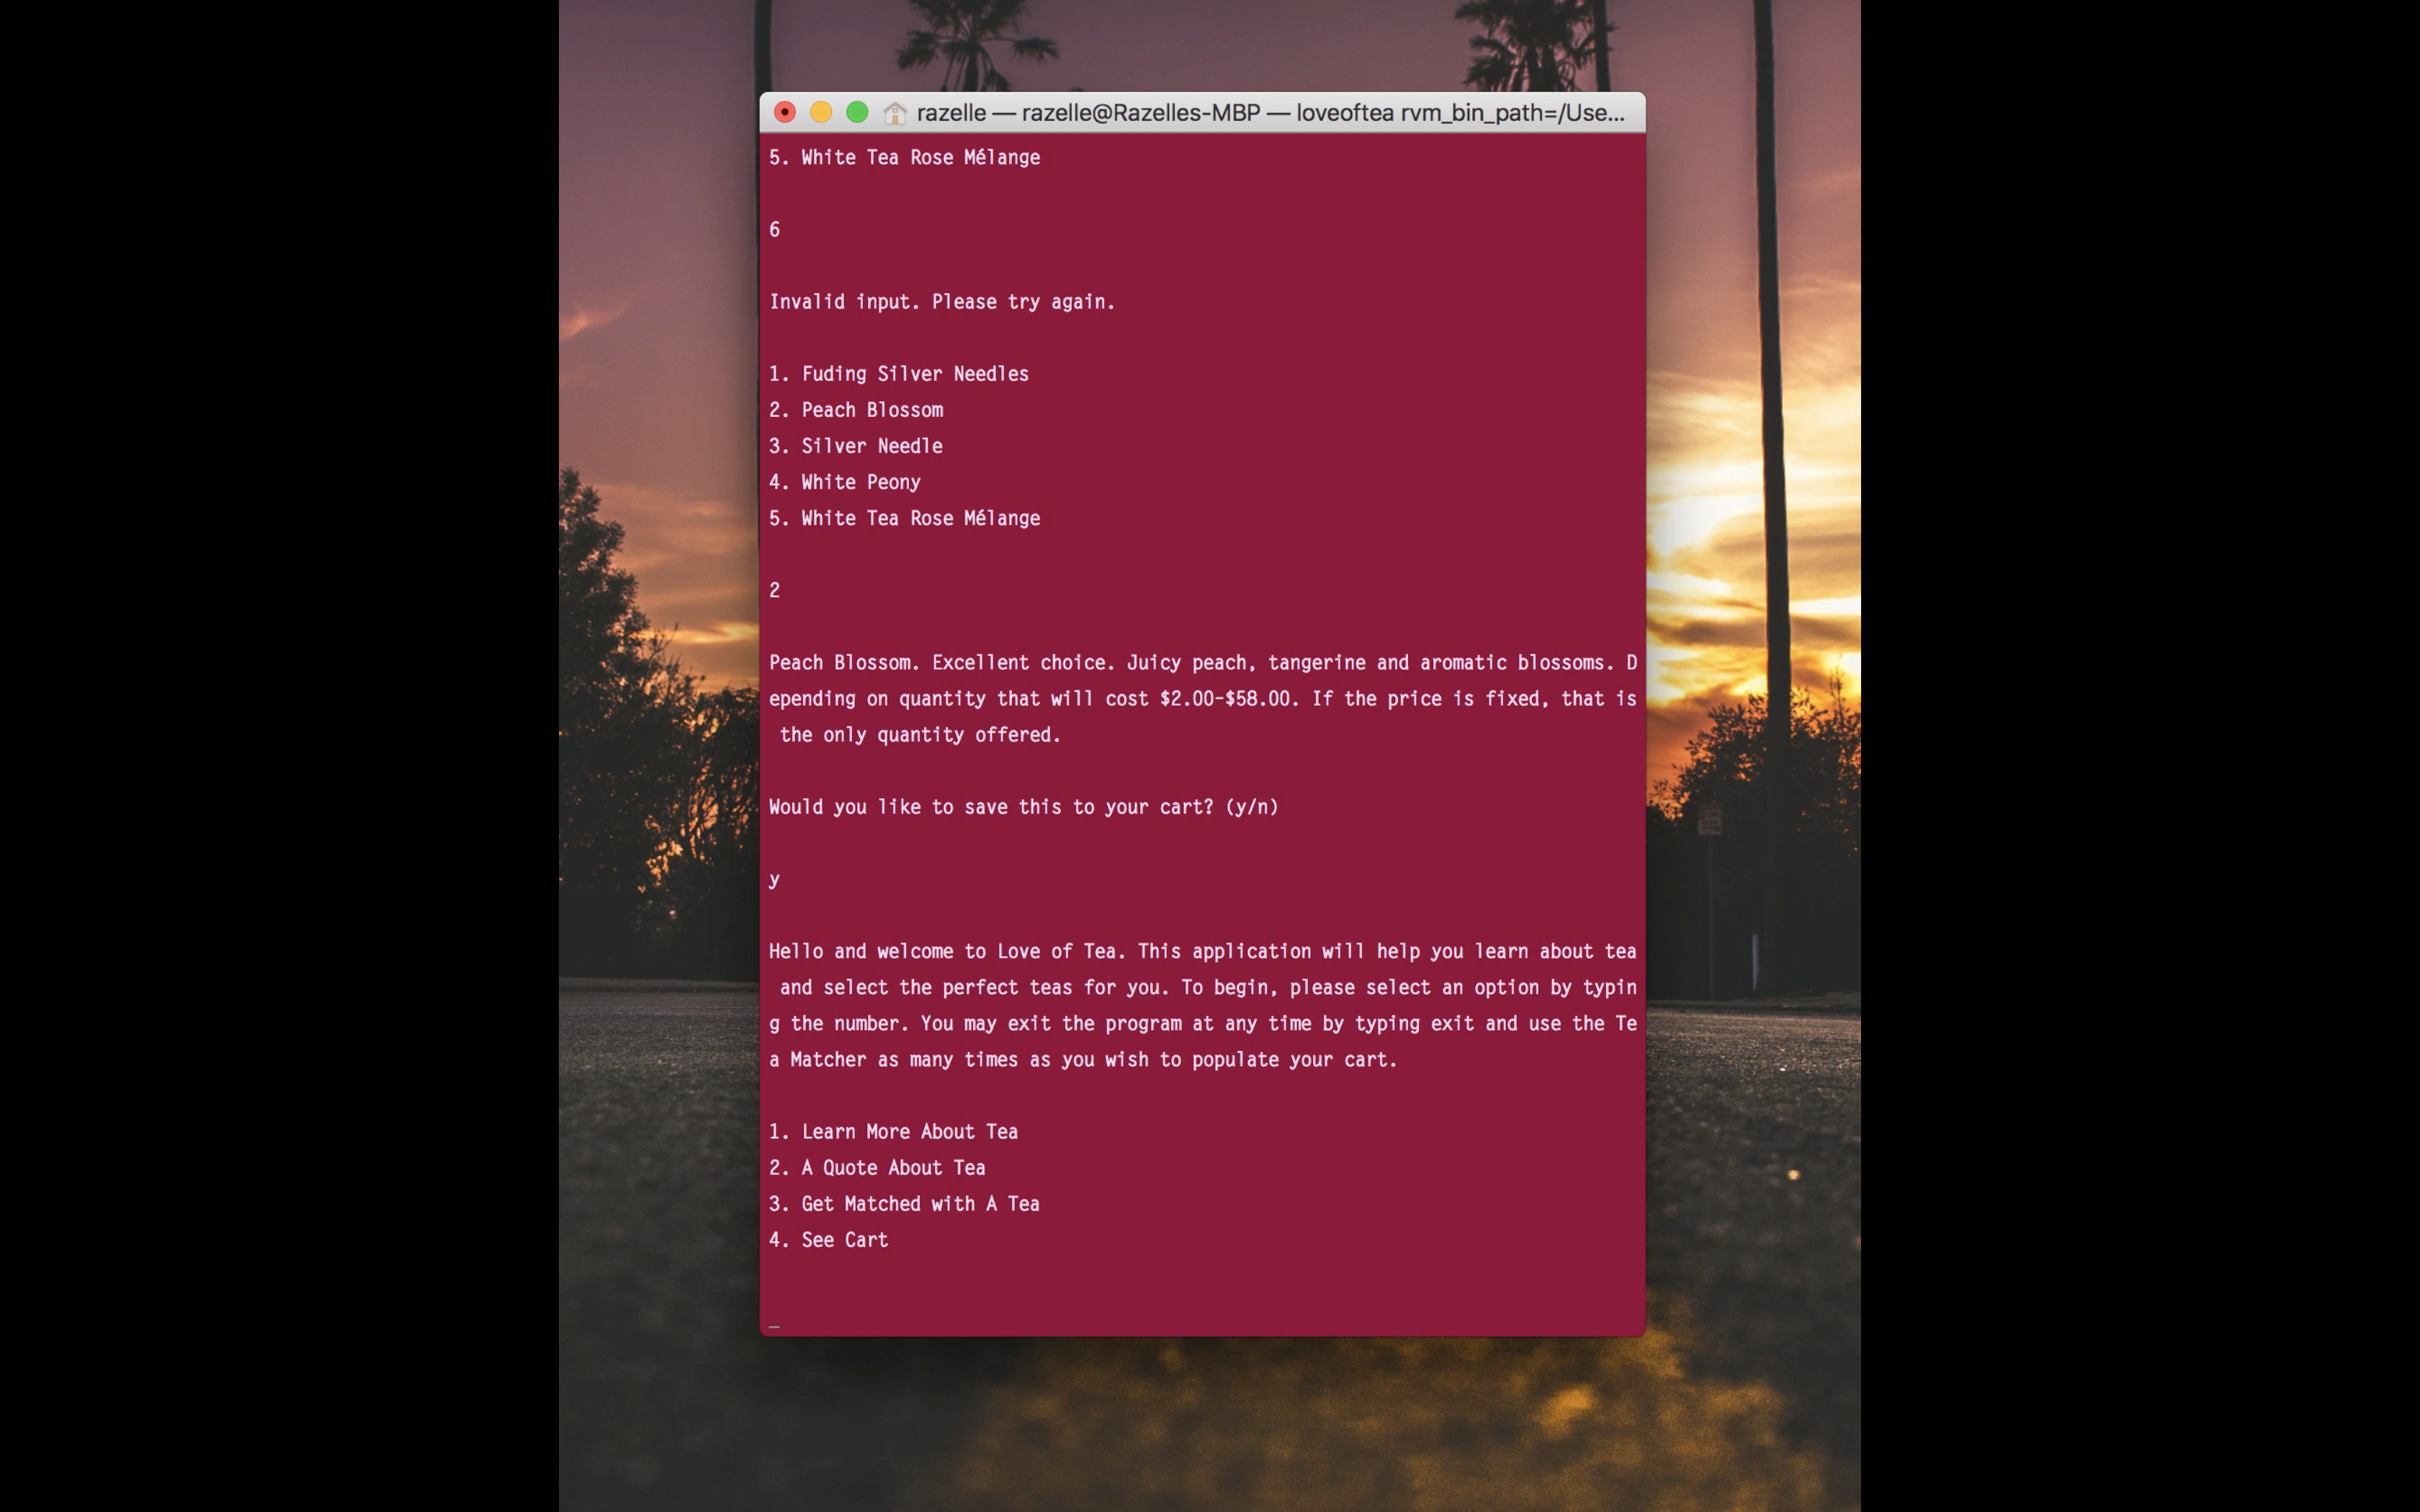 razelle — razelle@Razelles-MBP — loveoftea rvm_bin_path=/Use...
5. White Tea Rose Mélange
6
Invalid input. Please try again.
1. Fuding Silver Needles
2. Peach Blossom
3. Silver Needle
4. White Peony
5. White Tea Rose Mélange
2
Peach Blossom. Excellent choice. Juicy peach, tangerine and aromatic blossoms. D
epending on quantity that will cost $2.00-$58.00. If the price is fixed, that is
the only quantity offered.
Would you like to save this to your cart? (y/n)
y
Hello and welcome to Love of Tea. This application will help you learn about tea
and select the perfect teas for you. To begin, please select an option by typin
g the number. You may exit the program at any time by typing exit and use the Te
a Matcher as many times as you wish to populate your cart.
1. Learn More About Tea
2. A Quote About Tea
3. Get Matched with A Tea
4. See Cart
_